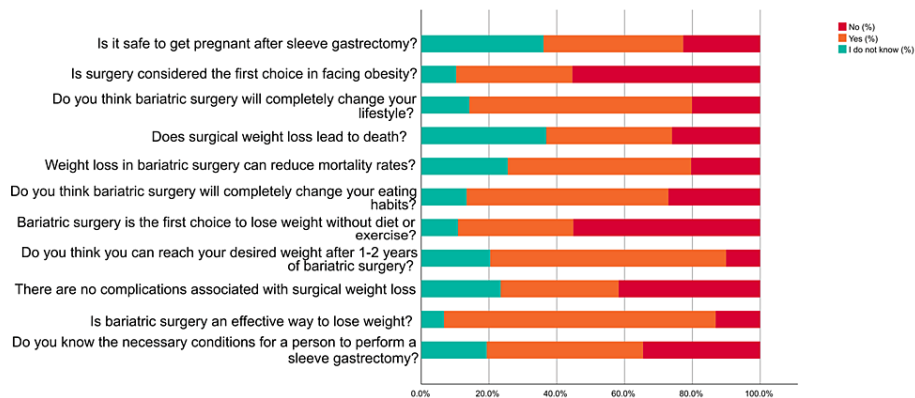 No (%)
Yes (%)
I do not know (%)
Is it safe to get pregnant after sleeve gastrectomy?
Is surgery considered the first choice in facing obesity?
Do you think bariatric surgery will completely change your
lifestyle?
Does surgical weight loss lead to death?
Weight loss in bariatric surgery can reduce mortality rates?
Do you think bariatric surgery will completely change your eating
habits?
Bariatric surgery is the first choice to lose weight without diet or
exercise?
Do you think you can reach your desired weight after 1-2 years
of bariatric surgery?
There are no complications associated with surgical weight loss
Is bariatric surgery an effective way to lose weight?
Do you know the necessary conditions for a person to perform a
sleeve gastrectomy?
0.0% 20.0% 40.0% 60.0% 80.0% 100.0%